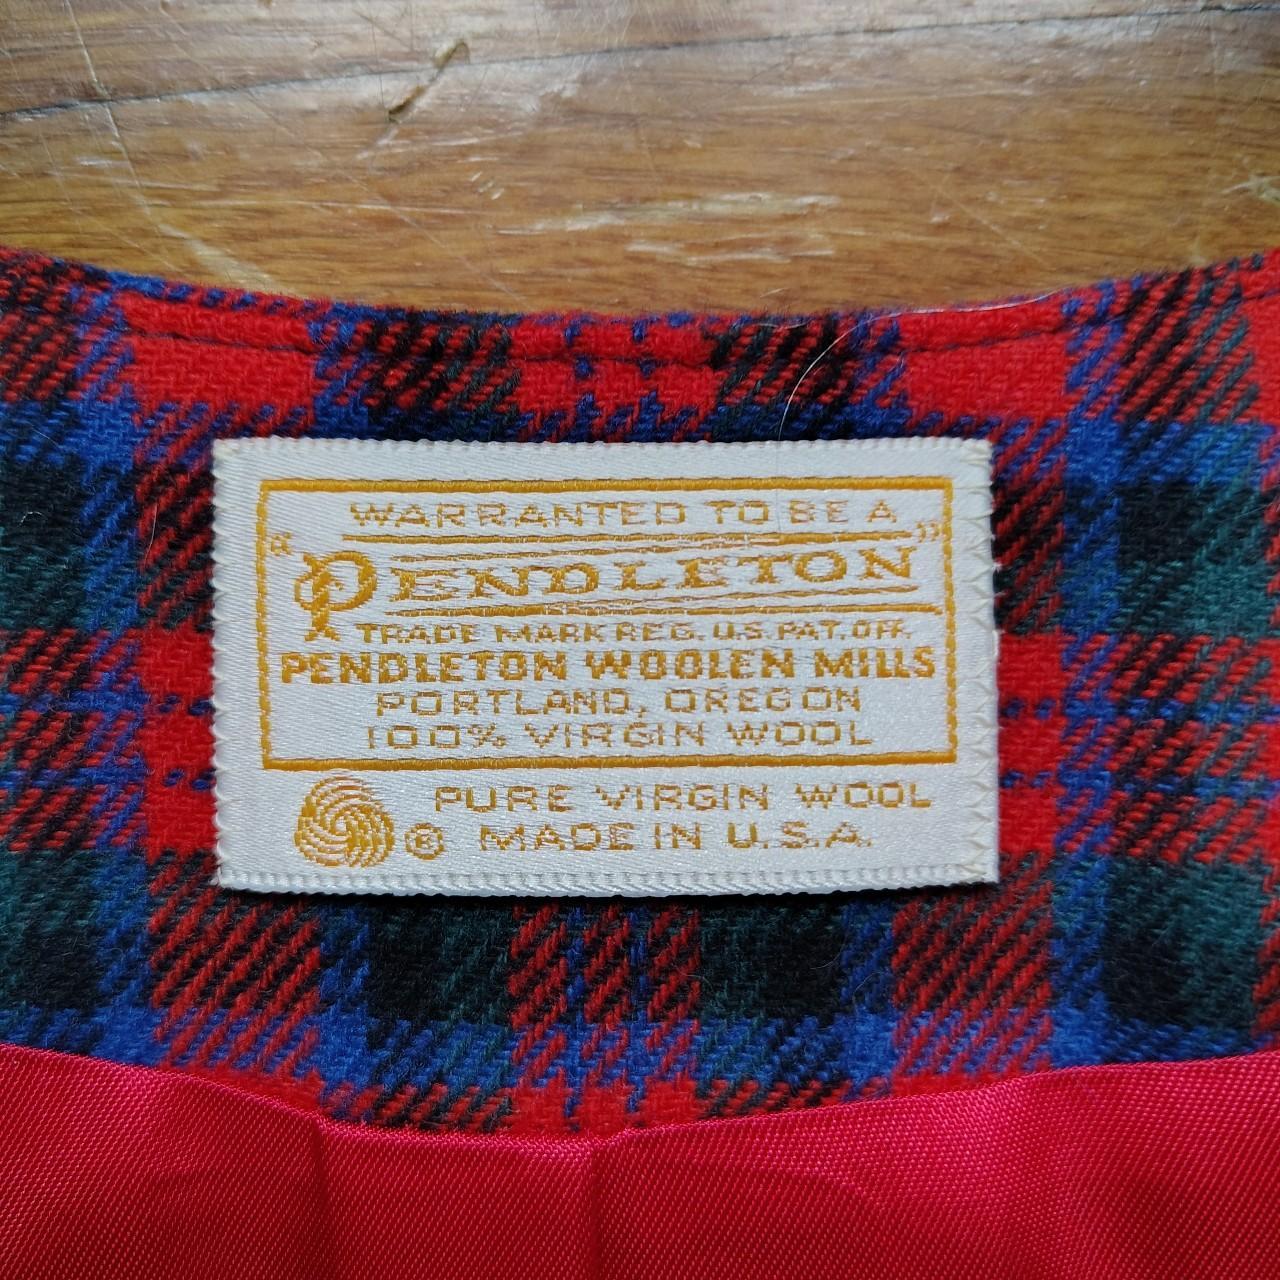 WARRANTED TO BE A
"PENDLETON"
TRADE MARK REG. U.S. PAT. OFF.
PENDLETON WOOLEN MILLS
PORTLAND, OREGON
100% VIRGIN WOOL
PURE VIRGIN WOOL
® MADE IN U.S.A.